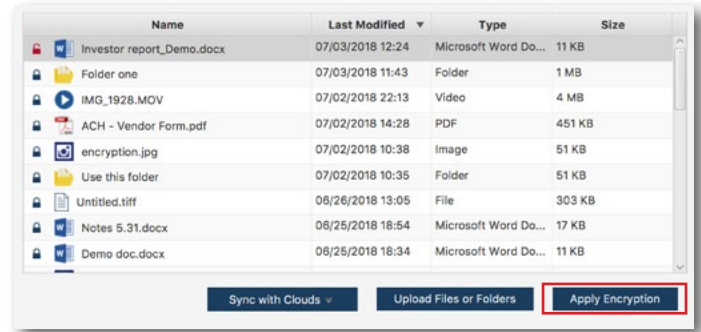 Name Last Modified ▼ Type Size
Investor report_Demo.docx 07/03/2018 12:24 Microsoft Word Do... 11 KB
Folder one 07/03/2018 11:43 Folder 1 MB
IMG_1928.MOV 07/02/2018 22:13 Video 4 MB
ACH - Vendor Form.pdf 07/02/2018 14:28 PDF 451 KB
encryption.jpg 07/02/2018 10:38 Image 51 KB
Use this folder 07/02/2018 10:35 Folder 51 KB
Untitled.tiff 06/26/2018 13:05 File 303 KB
Notes 5.31.docx 06/25/2018 18:54 Microsoft Word Do... 17 KB
Demo doc.docx 06/25/2018 18:34 Microsoft Word Do... 11 KB
Sync with Clouds Upload Files or Folders Apply Encryption